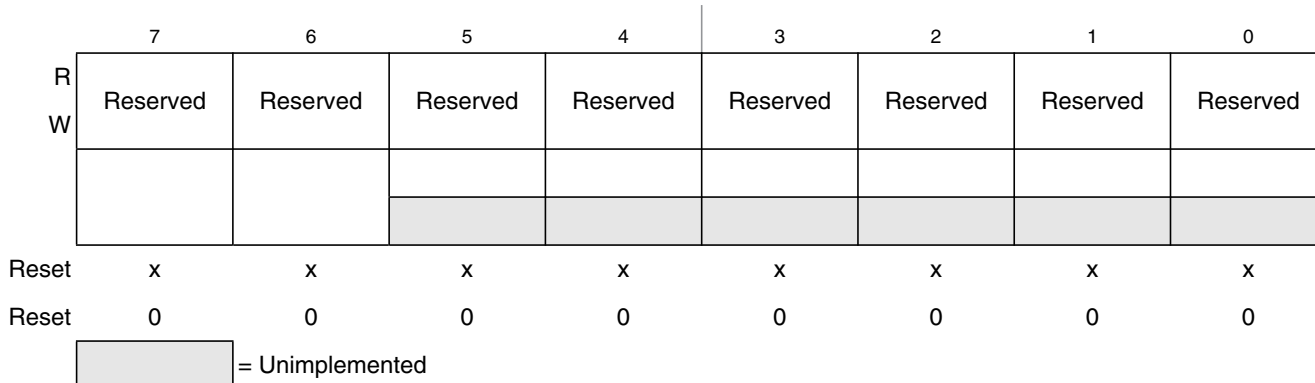 7 6 5 4 3 2 1 0
R
Reserved Reserved Reserved Reserved Reserved Reserved Reserved Reserved
W
Reset x x x x x x x x
Reset 0 0 0 0 0 0 0 0
= Unimplemented